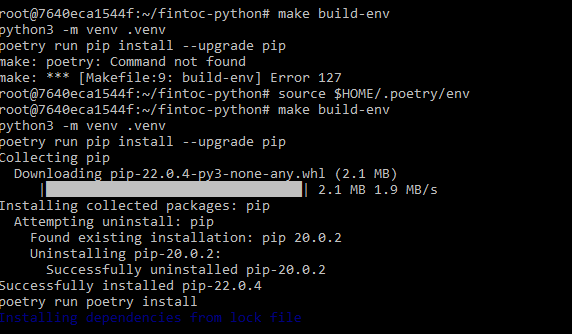 root@7640eca1544f:~/fintoc-python# make build-env
python3 -m venv .venv
poetry run pip install --upgrade pip
make: poetry: Command not found
make: *** [Makefile:9: build-env] Error 127
root@7640eca1544f:~/fintoc-python# source $HOME/.poetry/env
root@7640eca1544f:~/fintoc-python# make build-env
python3 -m venv .venv
poetry run pip install --upgrade pip
Collecting pip
  Downloading pip-22.0.4-py3-none-any.whl (2.1 MB)
     |████████████████████████████████| 2.1 MB 1.9 MB/s
Installing collected packages: pip
  Attempting uninstall: pip
    Found existing installation: pip 20.0.2
    Uninstalling pip-20.0.2:
      Successfully uninstalled pip-20.0.2
Successfully installed pip-22.0.4
poetry run poetry install
Installing dependencies from lock file